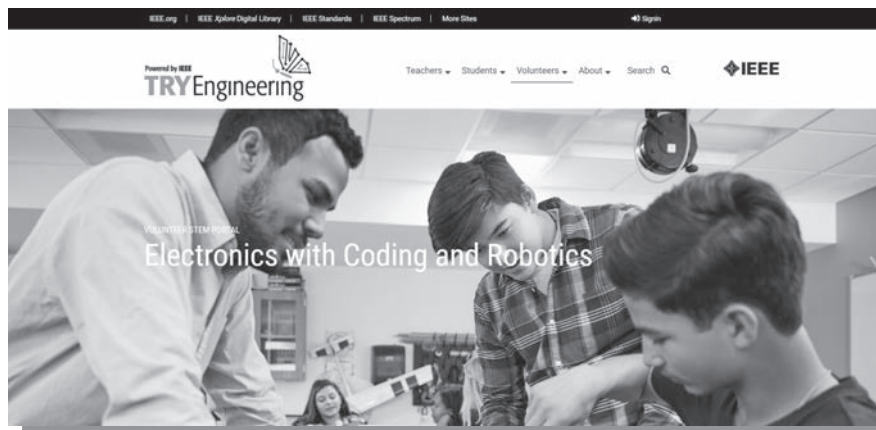 IEEE.org | IEEE Xplore Digital Library | IEEE Standards | IEEE Spectrum | More Sites Signin
Powered by IEEE
TRYEngineering
Teachers Students Volunteers About Search IEEE
VOLUNTEER STEM PORTAL
Electronics with Coding and Robotics